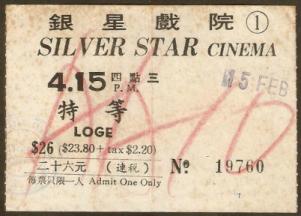 銀星戲院 ①
SILVER STAR CINEMA
4.15 四點三
P.M.
15 FEB
特等
LOGE
$26 ($23.80 + tax $2.20)
二十六元 (連税) № 19760
每票只限一人 Admit One Only